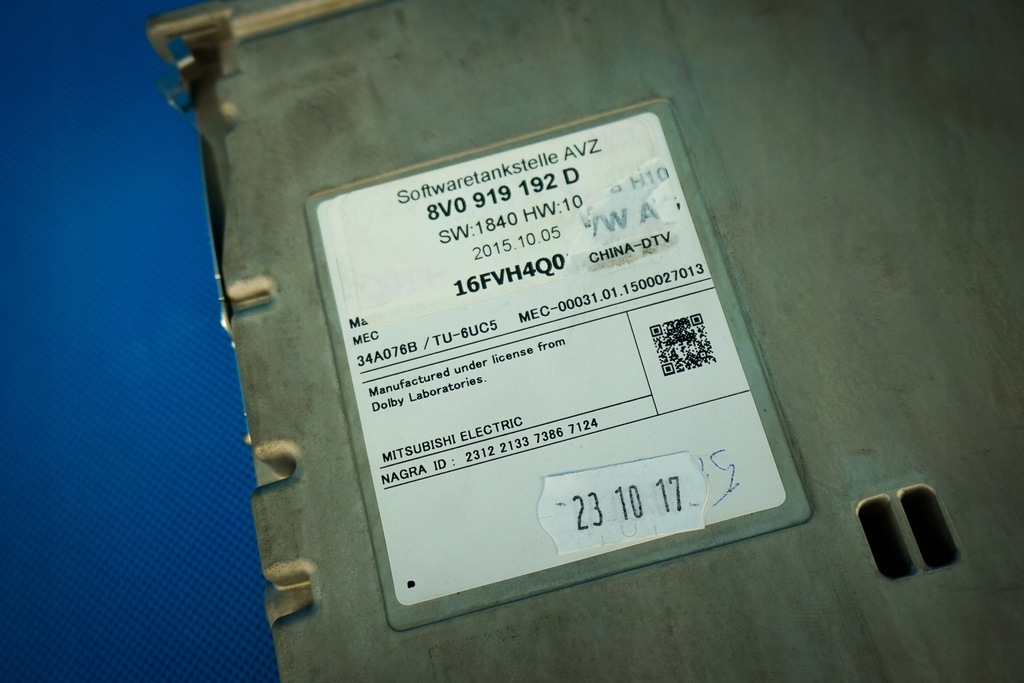 Softwaretankstelle AVZ
8V0 919 192 D
H10
SW:1840 HW:10
/W A
2015.10.05
16FVH4Q0 CHINA-DTV
MEC
34A076B / TU-6UC5 MEC-00031.01.1500027013
Manufactured under license from
Dolby Laboratories.
MITSUBISHI ELECTRIC
NAGRA ID : 2312 2133 7386 7124
23 10 17